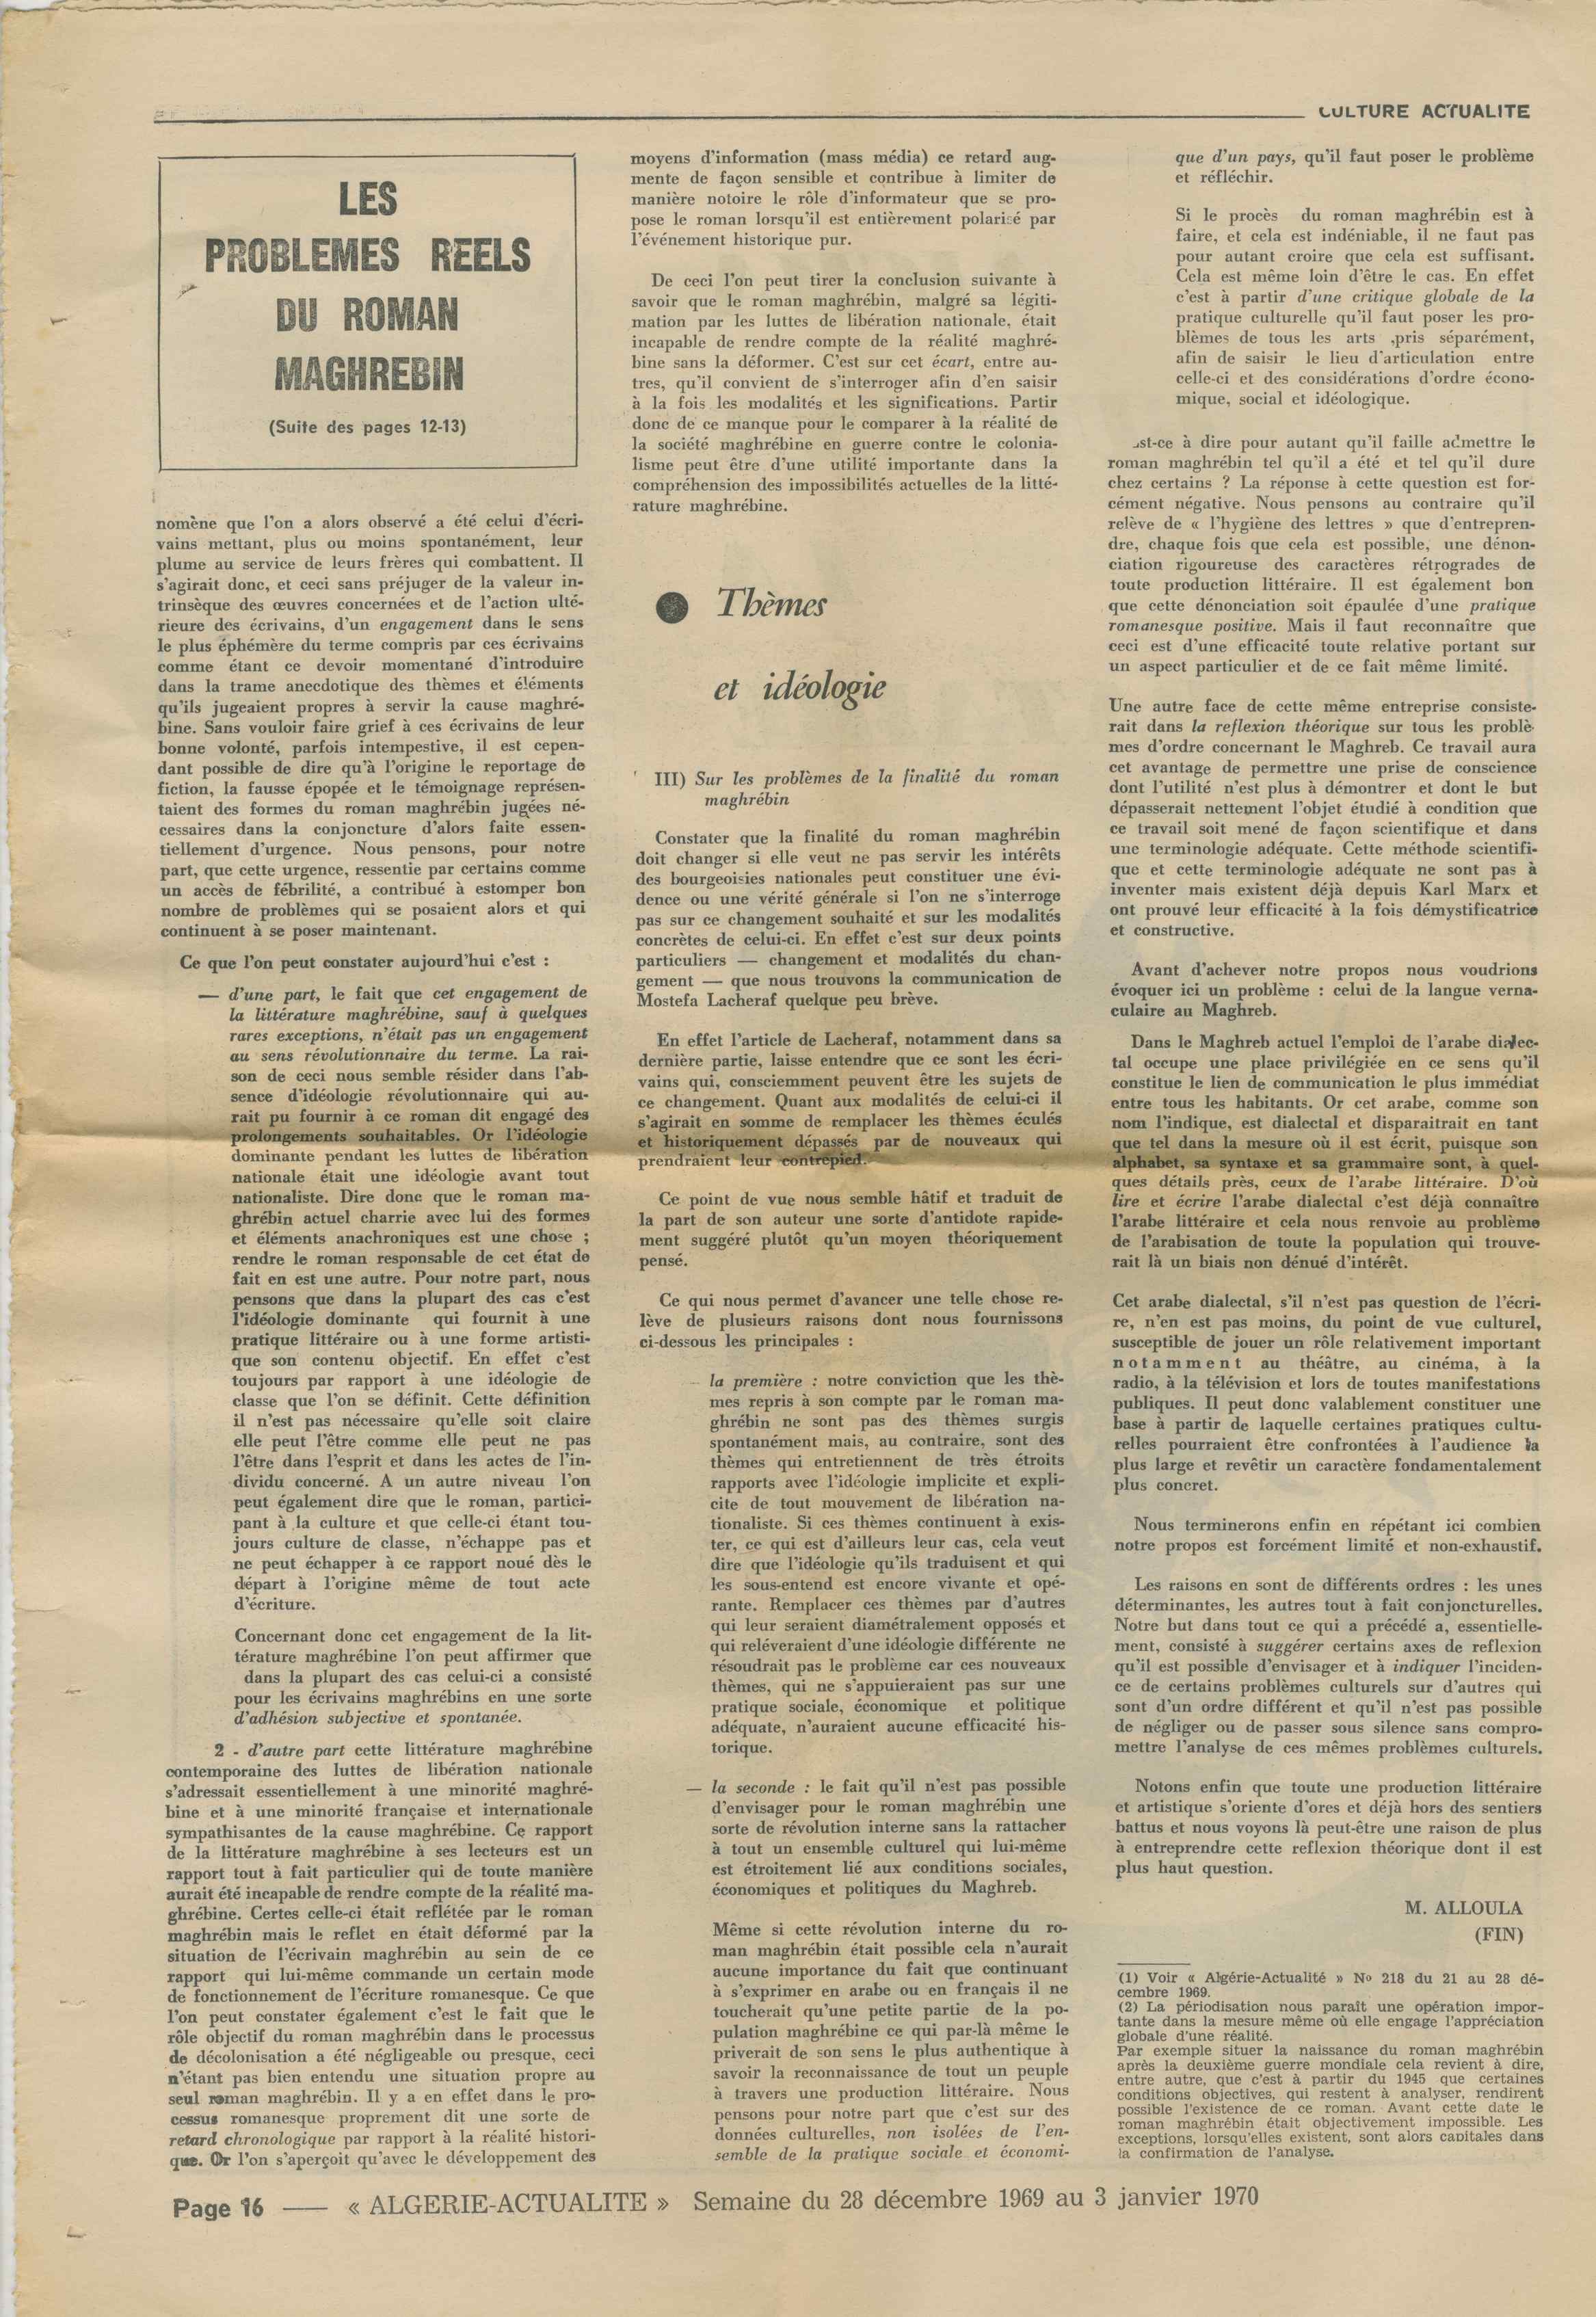 CULTURE ACTUALITE
LES
PROBLEMES REELS
DU ROMAN
MAGHREBIN
(Suite des pages 12-13)
nomène que l'on a alors observé a été celui d'écri-
vains mettant, plus ou moins spontanément, leur
plume au service de leurs frères qui combattent. Il
s'agirait donc, et ceci sans préjuger de la valeur in-
trinsèque des œuvres concernées et de l'action ulté-
rieure des écrivains, d'un engagement dans le sens
le plus éphémère du terme compris par ces écrivains
comme étant ce devoir momentané d'introduire
dans la trame anecdotique des thèmes et éléments
qu'ils jugeaient propres à servir la cause maghré-
bine. Sans vouloir faire grief à ces écrivains de leur
bonne volonté, parfois intempestive, il est cepen-
dant possible de dire qu'à l'origine le reportage de
fiction, la fausse épopée et le témoignage représen-
taient des formes du roman maghrébin jugées né-
cessaires dans la conjoncture d'alors faite essen-
tiellement d'urgence. Nous pensons, pour notre
part, que cette urgence, ressentie par certains comme
un accès de fébrilité, a contribué à estomper bon
nombre de problèmes qui se posaient alors et qui
continuent à se poser maintenant.
Ce que l'on peut constater aujourd'hui c'est :
— d'une part, le fait que cet engagement de
la littérature maghrébine, sauf à quelques
rares exceptions, n'était pas un engagement
au sens révolutionnaire du terme. La rai-
son de ceci nous semble résider dans l'ab-
sence d'idéologie révolutionnaire qui au-
rait pu fournir à ce roman dit engagé des
prolongements souhaitables. Or l'idéologie
dominante pendant les luttes de libération
nationale était une idéologie avant tout
nationaliste. Dire donc que le roman ma-
ghrébin actuel charrie avec lui des formes
et éléments anachroniques est une chose ;
rendre le roman responsable de cet état de
fait en est une autre. Pour notre part, nous
pensons que dans la plupart des cas c'est
l'idéologie dominante qui fournit à une
pratique littéraire ou à une forme artisti-
que son contenu objectif. En effet c'est
toujours par rapport à une idéologie de
classe que l'on se définit. Cette définition
il n'est pas nécessaire qu'elle soit claire
elle peut l'être comme elle peut ne pas
l'être dans l'esprit et dans les actes de l'in-
dividu concerné. A un autre niveau l'on
peut également dire que le roman, partici-
pant à la culture et que celle-ci étant tou-
jours culture de classe, n'échappe pas et
ne peut échapper à ce rapport noué dès le
départ à l'origine même de tout acte
d'écriture.
Concernant donc cet engagement de la lit-
térature maghrébine l'on peut affirmer que
dans la plupart des cas celui-ci a consisté
pour les écrivains maghrébins en une sorte
d'adhésion subjective et spontanée.
2 - d'autre part cette littérature maghrébine
contemporaine des luttes de libération nationale
s'adressait essentiellement à une minorité maghré-
bine et à une minorité française et internationale
sympathisantes de la cause maghrébine. Ce rapport
de la littérature maghrébine à ses lecteurs est un
rapport tout à fait particulier qui de toute manière
aurait été incapable de rendre compte de la réalité ma-
ghrébine. Certes celle-ci était reflétée par le roman
maghrébin mais le reflet en était déformé par la
situation de l'écrivain maghrébin au sein de ce
rapport qui lui-même commande un certain mode
de fonctionnement de l'écriture romanesque. Ce que
l'on peut constater également c'est le fait que le
rôle objectif du roman maghrébin dans le processus
de décolonisation a été négligeable ou presque, ceci
n'étant pas bien entendu une situation propre au
seul roman maghrébin. Il y a en effet dans le pro-
cessus romanesque proprement dit une sorte de
retard chronologique par rapport à la réalité histori-
que. Or l'on s'aperçoit qu'avec le développement des
moyens d'information (mass média) ce retard aug-
mente de façon sensible et contribue à limiter de
manière notoire le rôle d'informateur que se pro-
pose le roman lorsqu'il est entièrement polarisé par
l'événement historique pur.
De ceci l'on peut tirer la conclusion suivante à
savoir que le roman maghrébin, malgré sa légiti-
mation par les luttes de libération nationale, était
incapable de rendre compte de la réalité maghré-
bine sans la déformer. C'est sur cet écart, entre au-
tres, qu'il convient de s'interroger afin d'en saisir
à la fois les modalités et les significations. Partir
donc de ce manque pour le comparer à la réalité de
la société maghrébine en guerre contre le colonia-
lisme peut être d'une utilité importante dans la
compréhension des impossibilités actuelles de la litté-
rature maghrébine.
● Thèmes
et idéologie
III) Sur les problèmes de la finalité du roman
maghrébin
Constater que la finalité du roman maghrébin
doit changer si elle veut ne pas servir les intérêts
des bourgeoisies nationales peut constituer une évi-
dence ou une vérité générale si l'on ne s'interroge
pas sur ce changement souhaité et sur les modalités
concrètes de celui-ci. En effet c'est sur deux points
particuliers — changement et modalités du chan-
gement — que nous trouvons la communication de
Mostefa Lacheraf quelque peu brève.
En effet l'article de Lacheraf, notamment dans sa
dernière partie, laisse entendre que ce sont les écri-
vains qui, consciemment peuvent être les sujets de
ce changement. Quant aux modalités de celui-ci il
s'agirait en somme de remplacer les thèmes éculés
et historiquement dépassés par de nouveaux qui
prendraient leur contrepied.
Ce point de vue nous semble hâtif et traduit de
la part de son auteur une sorte d'antidote rapide-
ment suggéré plutôt qu'un moyen théoriquement
pensé.
Ce qui nous permet d'avancer une telle chose re-
lève de plusieurs raisons dont nous fournissons
ci-dessous les principales :
— la première : notre conviction que les thè-
mes repris à son compte par le roman ma-
ghrébin ne sont pas des thèmes surgis
spontanément mais, au contraire, sont des
thèmes qui entretiennent de très étroits
rapports avec l'idéologie implicite et expli-
cite de tout mouvement de libération na-
tionaliste. Si ces thèmes continuent à exis-
ter, ce qui est d'ailleurs leur cas, cela veut
dire que l'idéologie qu'ils traduisent et qui
les sous-entend est encore vivante et opé-
rante. Remplacer ces thèmes par d'autres
qui leur seraient diamétralement opposés et
qui reléveraient d'une idéologie différente ne
résoudrait pas le problème car ces nouveaux
thèmes, qui ne s'appuieraient pas sur une
pratique sociale, économique et politique
adéquate, n'auraient aucune efficacité his-
torique.
— la seconde : le fait qu'il n'est pas possible
d'envisager pour le roman maghrébin une
sorte de révolution interne sans la rattacher
à tout un ensemble culturel qui lui-même
est étroitement lié aux conditions sociales,
économiques et politiques du Maghreb.
Même si cette révolution interne du ro-
man maghrébin était possible cela n'aurait
aucune importance du fait que continuant
à s'exprimer en arabe ou en français il ne
toucherait qu'une petite partie de la po-
pulation maghrébine ce qui par-là même le
priverait de son sens le plus authentique à
savoir la reconnaissance de tout un peuple
à travers une production littéraire. Nous
pensons pour notre part que c'est sur des
données culturelles, non isolées de l'en-
semble de la pratique sociale et économi-
que d'un pays, qu'il faut poser le problème
et réfléchir.
Si le procès du roman maghrébin est à
faire, et cela est indéniable, il ne faut pas
pour autant croire que cela est suffisant.
Cela est même loin d'être le cas. En effet
c'est à partir d'une critique globale de la
pratique culturelle qu'il faut poser les pro-
blèmes de tous les arts ,pris séparément,
afin de saisir le lieu d'articulation entre
celle-ci et des considérations d'ordre écono-
mique, social et idéologique.
st-ce à dire pour autant qu'il faille admettre le
roman maghrébin tel qu'il a été et tel qu'il dure
chez certains ? La réponse à cette question est for-
cément négative. Nous pensons au contraire qu'il
relève de « l'hygiène des lettres » que d'entrepren-
dre, chaque fois que cela est possible, une dénon-
ciation rigoureuse des caractères rétrogrades de
toute production littéraire. Il est également bon
que cette dénonciation soit épaulée d'une pratique
romanesque positive. Mais il faut reconnaître que
ceci est d'une efficacité toute relative portant sur
un aspect particulier et de ce fait même limité.
Une autre face de cette même entreprise consiste-
rait dans la reflexion théorique sur tous les problè-
mes d'ordre concernant le Maghreb. Ce travail aura
cet avantage de permettre une prise de conscience
dont l'utilité n'est plus à démontrer et dont le but
dépasserait nettement l'objet étudié à condition que
ce travail soit mené de façon scientifique et dans
une terminologie adéquate. Cette méthode scientifi-
que et cette terminologie adéquate ne sont pas à
inventer mais existent déjà depuis Karl Marx et
ont prouvé leur efficacité à la fois démystificatrice
et constructive.
Avant d'achever notre propos nous voudrions
évoquer ici un problème : celui de la langue verna-
culaire au Maghreb.
Dans le Maghreb actuel l'emploi de l'arabe dialec-
tal occupe une place privilégiée en ce sens qu'il
constitue le lien de communication le plus immédiat
entre tous les habitants. Or cet arabe, comme son
nom l'indique, est dialectal et disparaitrait en tant
que tel dans la mesure où il est écrit, puisque son
alphabet, sa syntaxe et sa grammaire sont, à quel-
ques détails près, ceux de l'arabe littéraire. D'où
lire et écrire l'arabe dialectal c'est déjà connaître
l'arabe littéraire et cela nous renvoie au problème
de l'arabisation de toute la population qui trouve-
rait là un biais non dénué d'intérêt.
Cet arabe dialectal, s'il n'est pas question de l'écri-
re, n'en est pas moins, du point de vue culturel,
susceptible de jouer un rôle relativement important
notamment au théâtre, au cinéma, à la
radio, à la télévision et lors de toutes manifestations
publiques. Il peut donc valablement constituer une
base à partir de laquelle certaines pratiques cultu-
relles pourraient être confrontées à l'audience la
plus large et revêtir un caractère fondamentalement
plus concret.
Nous terminerons enfin en répétant ici combien
notre propos est forcément limité et non-exhaustif.
Les raisons en sont de différents ordres : les unes
déterminantes, les autres tout à fait conjoncturelles.
Notre but dans tout ce qui a précédé a, essentielle-
ment, consisté à suggérer certains axes de reflexion
qu'il est possible d'envisager et à indiquer l'inciden-
ce de certains problèmes culturels sur d'autres qui
sont d'un ordre différent et qu'il n'est pas possible
de négliger ou de passer sous silence sans compro-
mettre l'analyse de ces mêmes problèmes culturels.
Notons enfin que toute une production littéraire
et artistique s'oriente d'ores et déjà hors des sentiers
battus et nous voyons là peut-être une raison de plus
à entreprendre cette reflexion théorique dont il est
plus haut question.
M. ALLOULA
(FIN)
(1) Voir « Algérie-Actualité » No 218 du 21 au 28 dé-
cembre 1969.
(2) La périodisation nous paraît une opération impor-
tante dans la mesure même où elle engage l'appréciation
globale d'une réalité.
Par exemple situer la naissance du roman maghrébin
après la deuxième guerre mondiale cela revient à dire,
entre autre, que c'est à partir du 1945 que certaines
conditions objectives, qui restent à analyser, rendirent
possible l'existence de ce roman. Avant cette date le
roman maghrébin était objectivement impossible. Les
exceptions, lorsqu'elles existent, sont alors capitales dans
la confirmation de l'analyse.
Page 16 — « ALGERIE-ACTUALITE » Semaine du 28 décembre 1969 au 3 janvier 1970